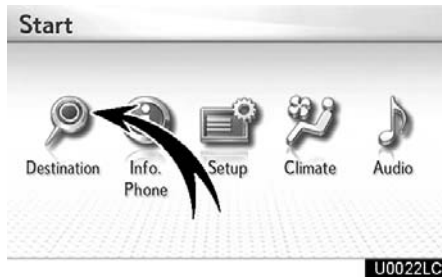 Start
Destination
Info.
Phone
Setup
Climate
Audio
U0022LC